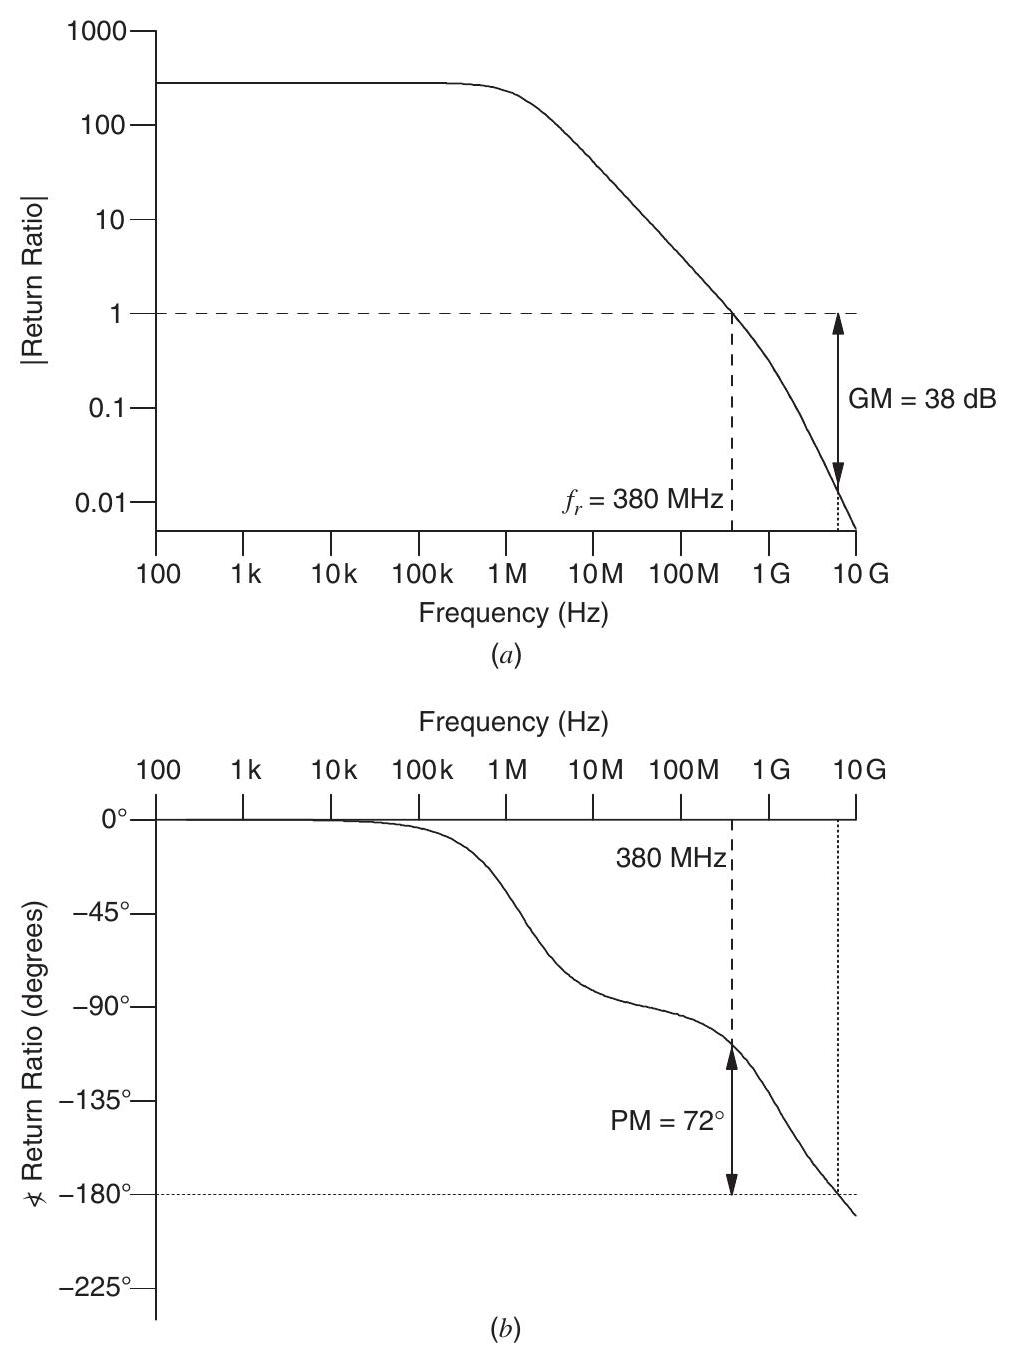 1000
100
10
1
0.1
0.01
|Return Ratio|
GM = 38 dB
fr = 380 MHz
100 1k 10k 100k 1M 10M 100M 1G 10G
Frequency (Hz)
(a)
Frequency (Hz)
100 1k 10k 100k 1M 10M 100M 1G 10G
0°
380 MHz
−45°
−90°
−135°
PM = 72°
−180°
−225°
∢ Return Ratio (degrees)
(b)